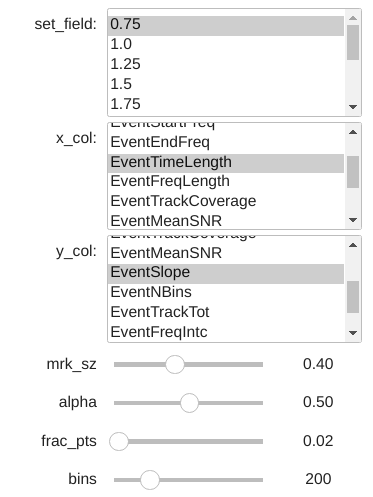 set_field: 0.75
1.0
1.25
1.5
1.75
x_col: EventStartFreq
EventEndFreq
EventTimeLength
EventFreqLength
EventTrackCoverage
EventMeanSNR
y_col: EventTrackCoverage
EventMeanSNR
EventSlope
EventNBins
EventTrackTot
EventFreqIntc
mrk_sz 0.40
alpha 0.50
frac_pts 0.02
bins 200